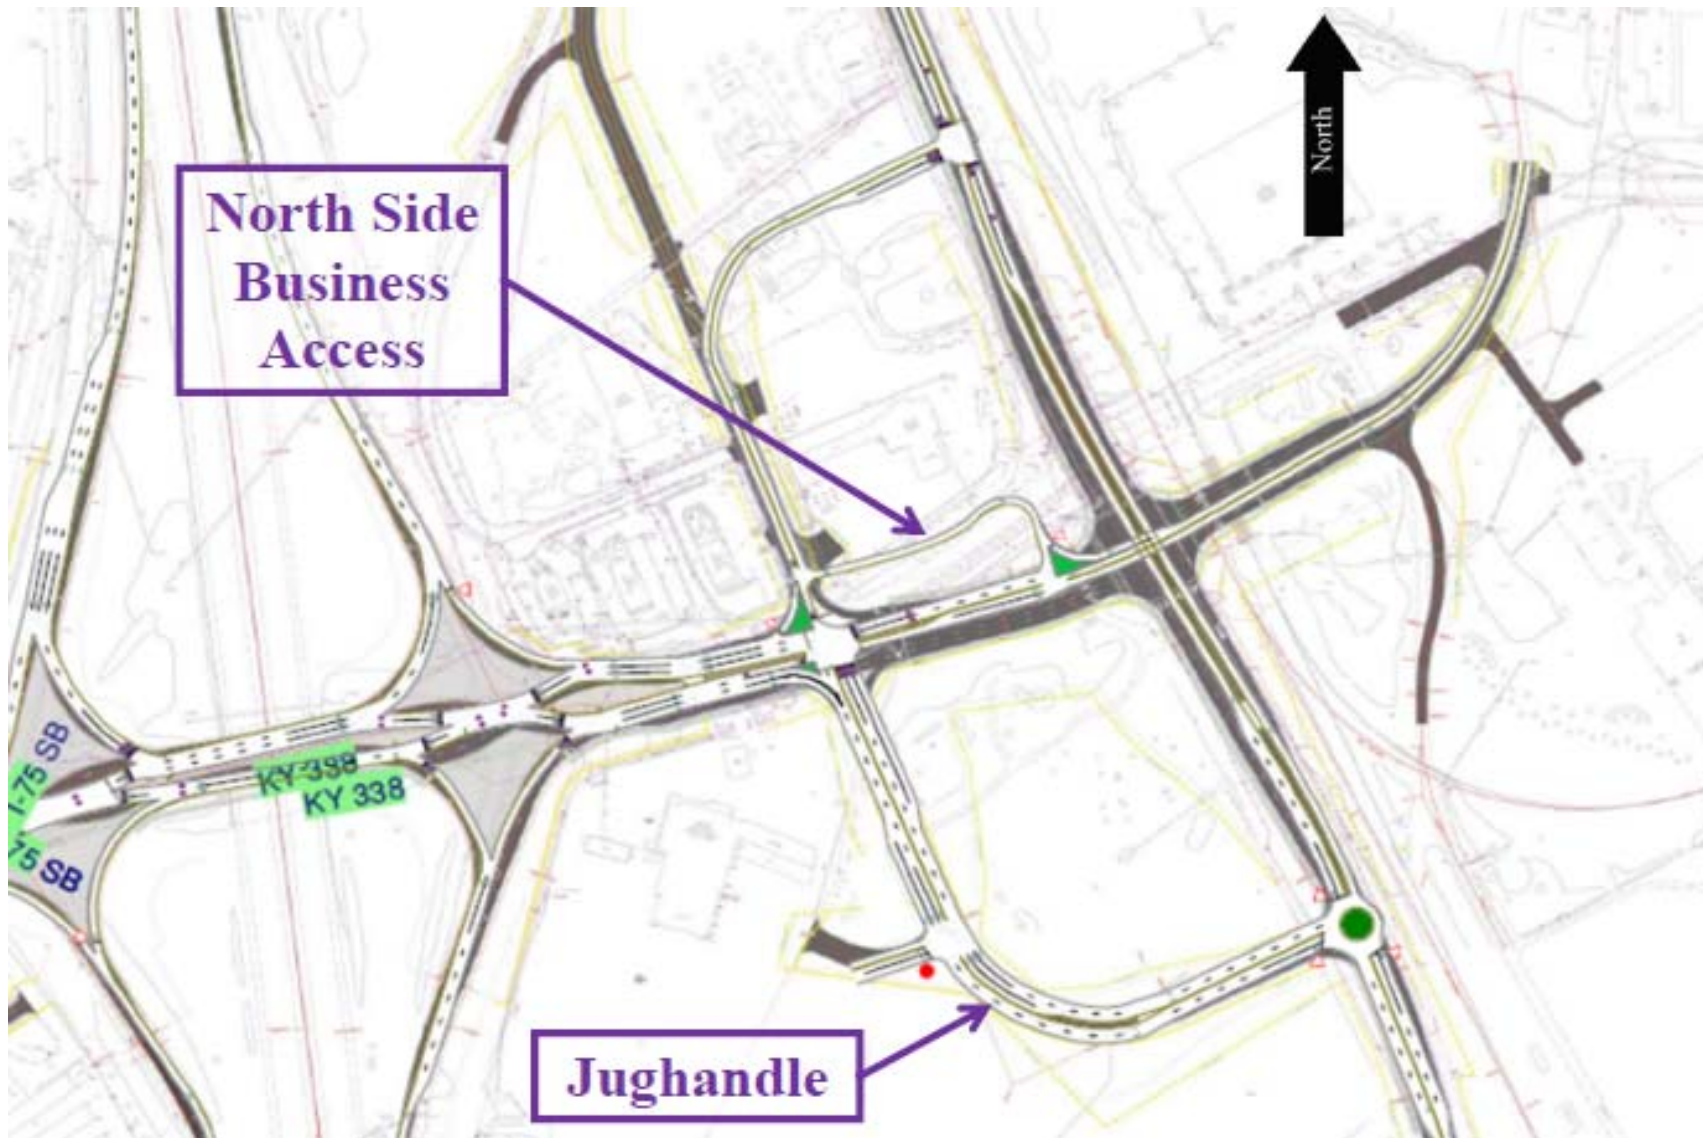 North
North Side
Business
Access
I-75 SB
KY-338
KY 338
75 SB
Jughandle